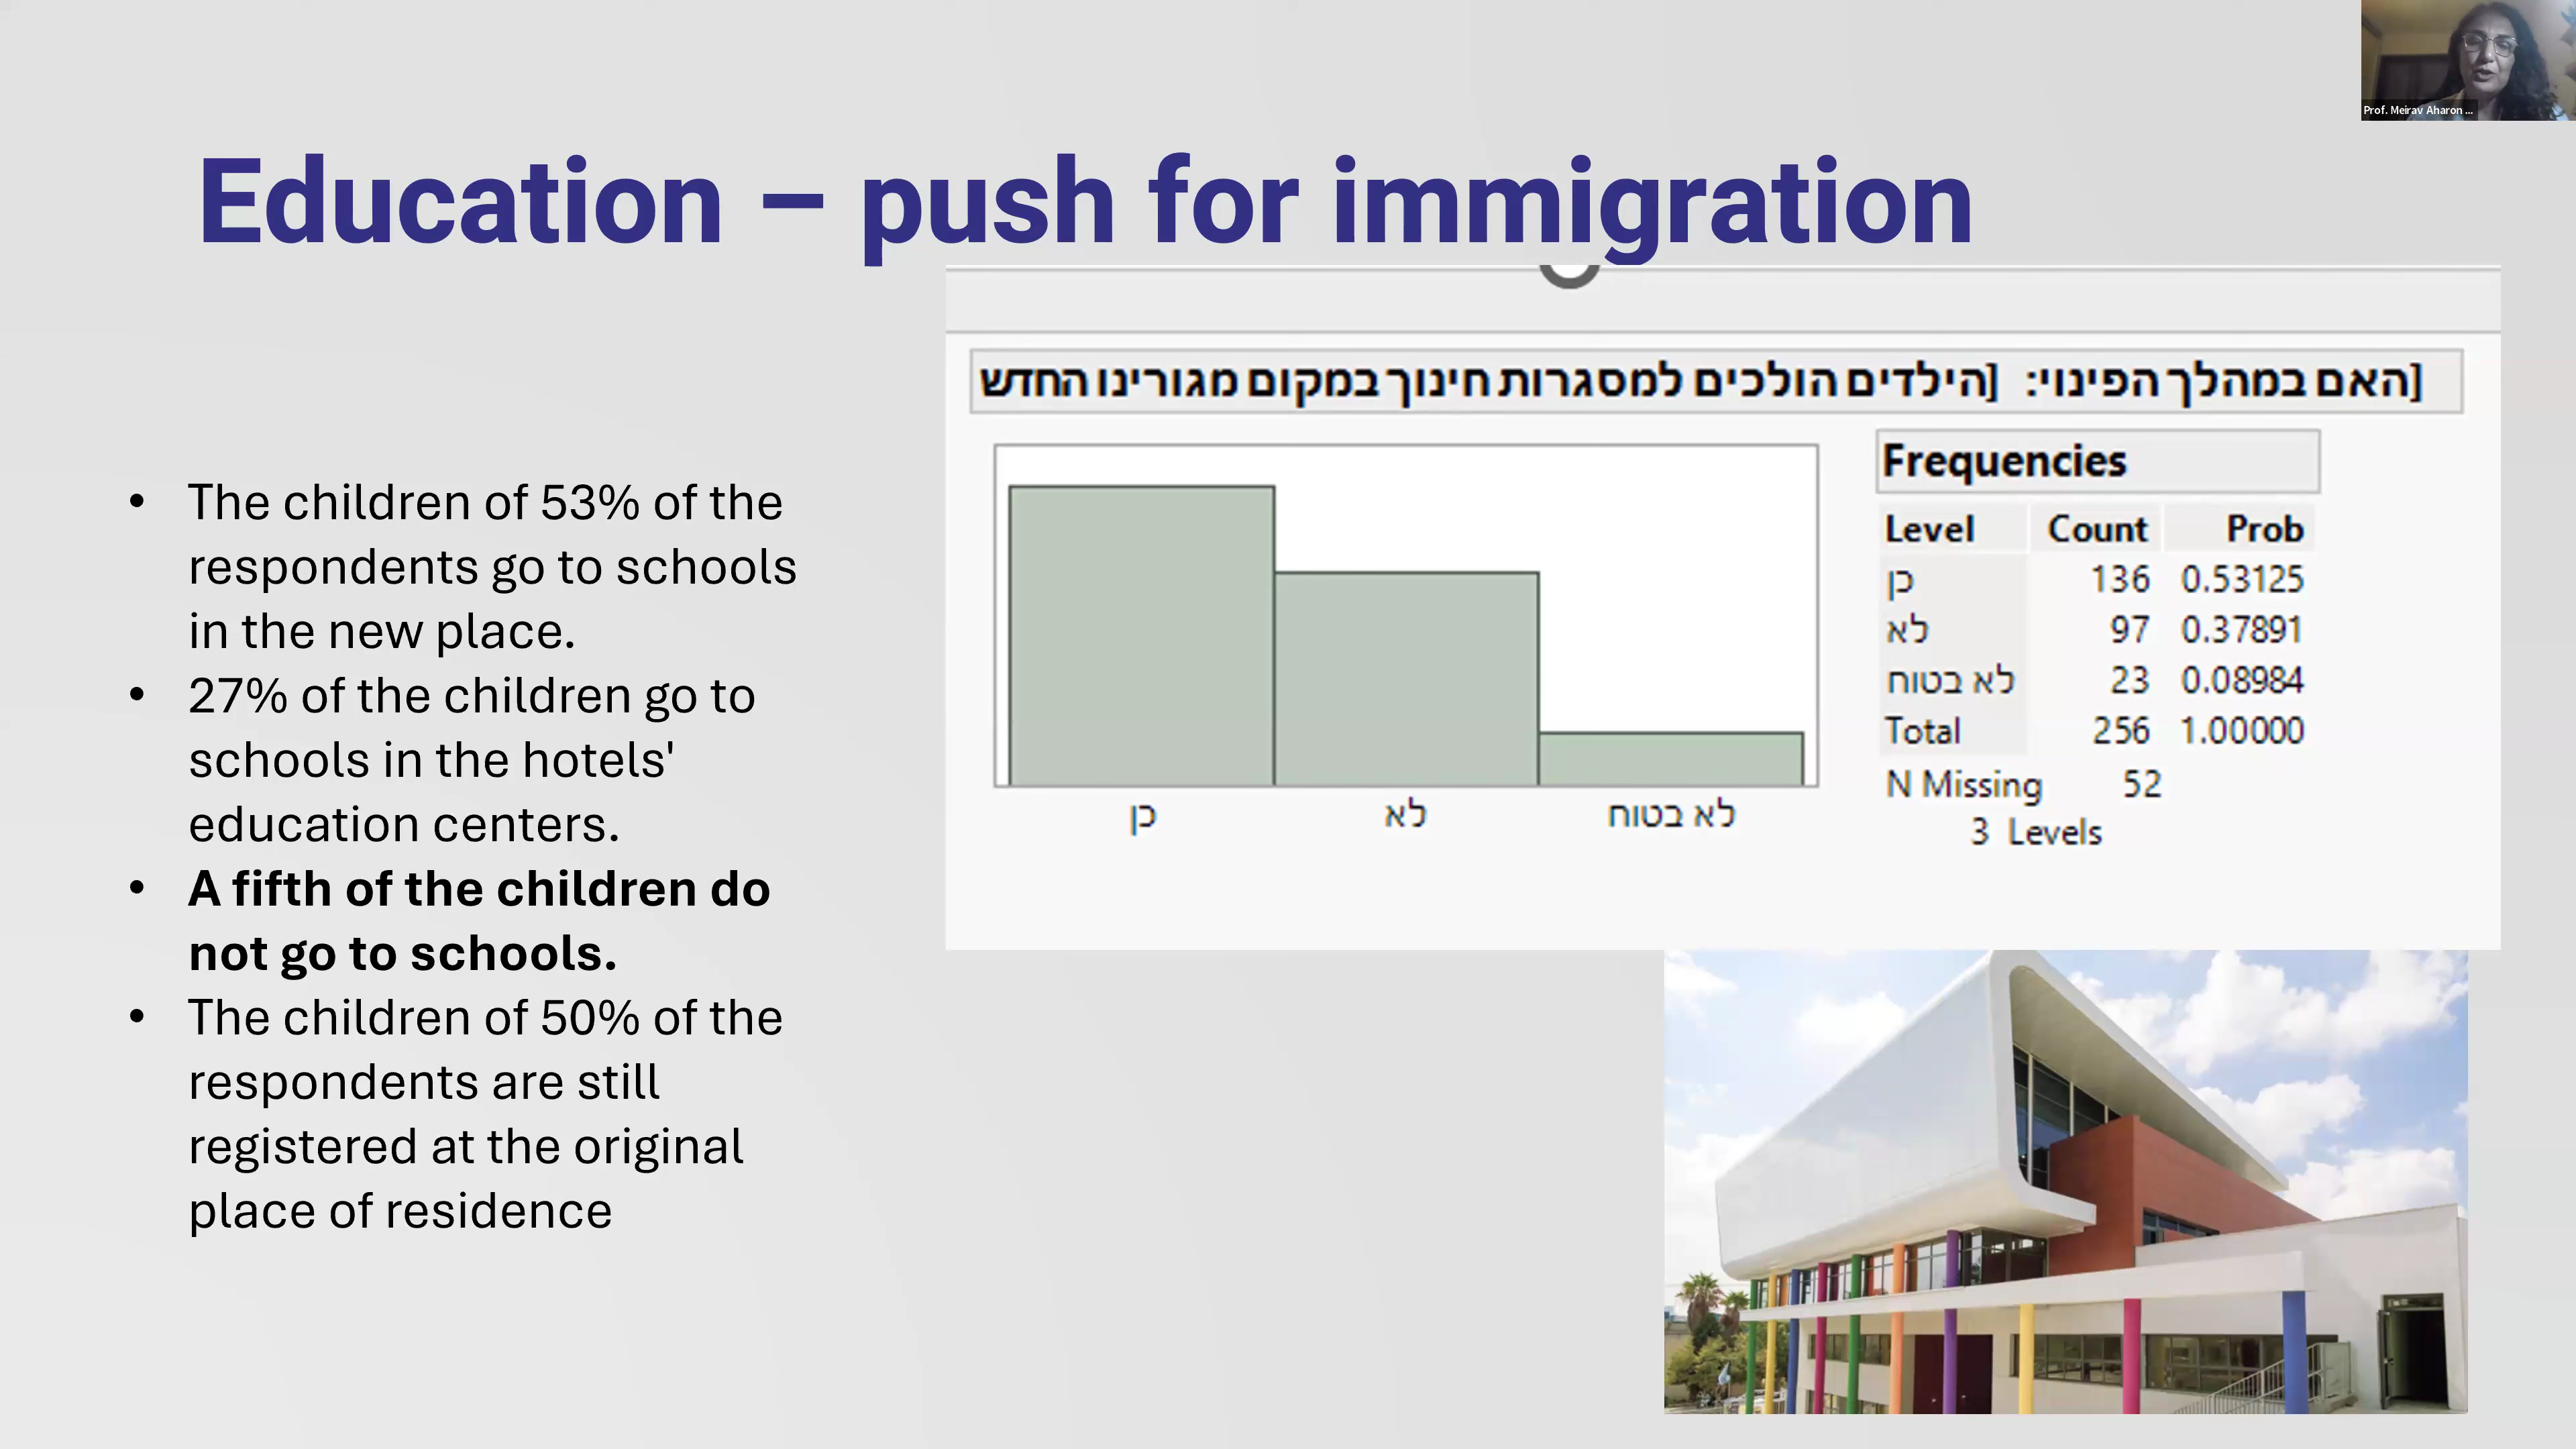 Prof. Meirav Aharon ...
Education – push for immigration
• The children of 53% of the
respondents go to schools
in the new place.
• 27% of the children go to
schools in the hotels'
education centers.
• A fifth of the children do
not go to schools.
• The children of 50% of the
respondents are still
registered at the original
place of residence
[האם במהלך הפינוי: [הילדים הולכים למסגרות חינוך במקום מגורינו החדש
כן לא לא בטוח
Frequencies
Level Count Prob
כן 136 0.53125
לא 97 0.37891
לא בטוח 23 0.08984
Total 256 1.00000
N Missing 52
3 Levels